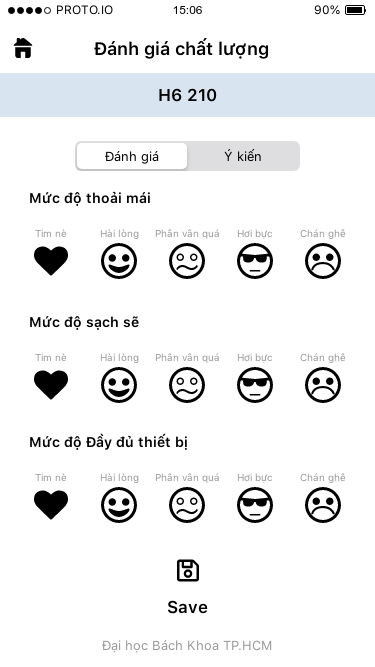 PROTO.IO 15:06 90%
Đánh giá chất lượng
H6 210
Đánh giá Ý kiến
Mức độ thoải mái
Tim nè Hài lòng Phân vân quá Hơi bực Chán ghê
Mức độ sạch sẽ
Tim nè Hài lòng Phân vân quá Hơi bực Chán ghê
Mức độ Đầy đủ thiết bị
Tim nè Hài lòng Phân vân quá Hơi bực Chán ghê
Save
Đại học Bách Khoa TP.HCM